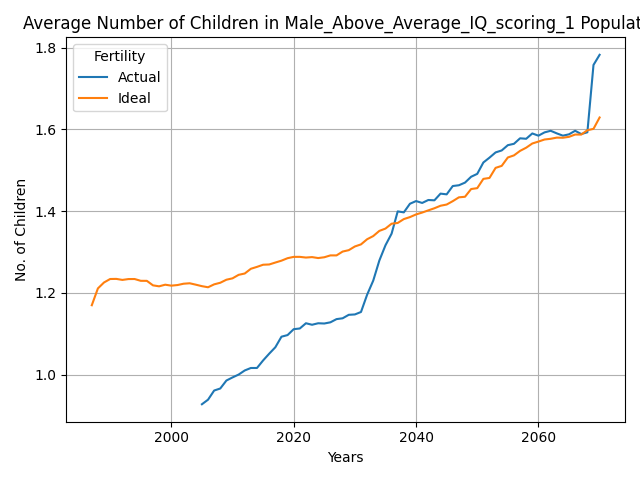 Average Number of Children in Male_Above_Average_IQ_scoring_1 Populat
Fertility
Actual
Ideal
No. of Children
1.8
1.6
1.4
1.2
1.0
2000 2020 2040 2060
Years